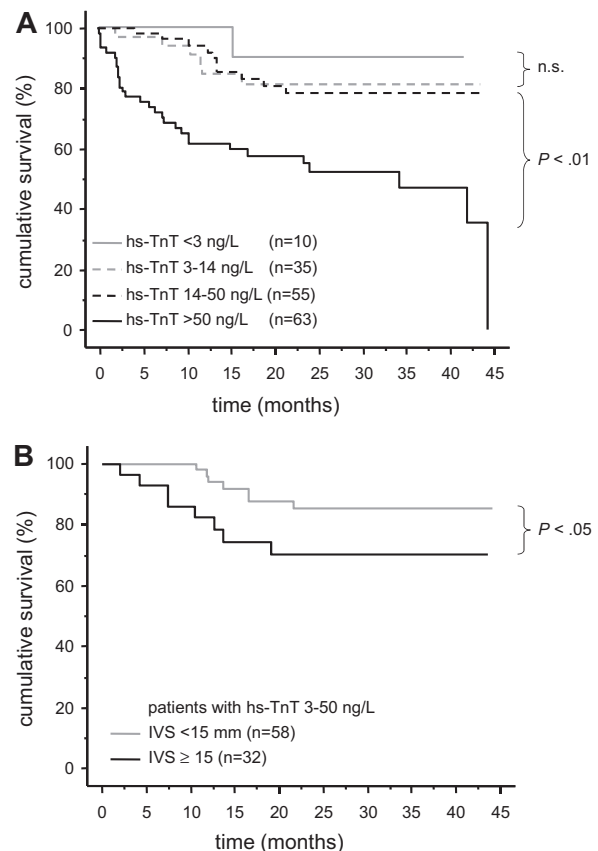 A
cumulative survival (%)
100
80
60
40
20
0
hs-TnT <3 ng/L (n=10)
hs-TnT 3-14 ng/L (n=35)
hs-TnT 14-50 ng/L (n=55)
hs-TnT >50 ng/L (n=63)
n.s.
P < .01
0 5 10 15 20 25 30 35 40 45
time (months)
B
cumulative survival (%)
100
80
60
40
20
0
patients with hs-TnT 3-50 ng/L
IVS <15 mm (n=58)
IVS ≥ 15 (n=32)
P < .05
0 5 10 15 20 25 30 35 40 45
time (months)